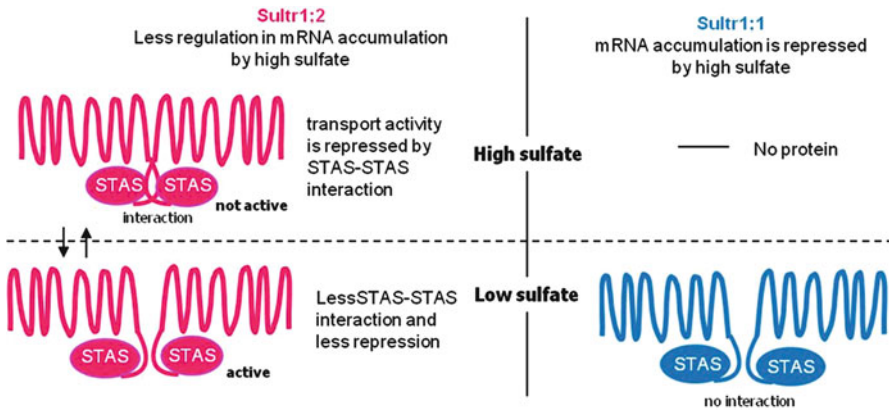 Sultr1:2
Less regulation in mRNA accumulation
by high sulfate
Sultr1:1
mRNA accumulation is repressed
by high sulfate
transport activity
is repressed by
STAS-STAS
interaction
STAS STAS
interaction
not active
High sulfate
No protein
LessSTAS-STAS
interaction and
less repression
STAS STAS
active
Low sulfate
STAS STAS
no interaction